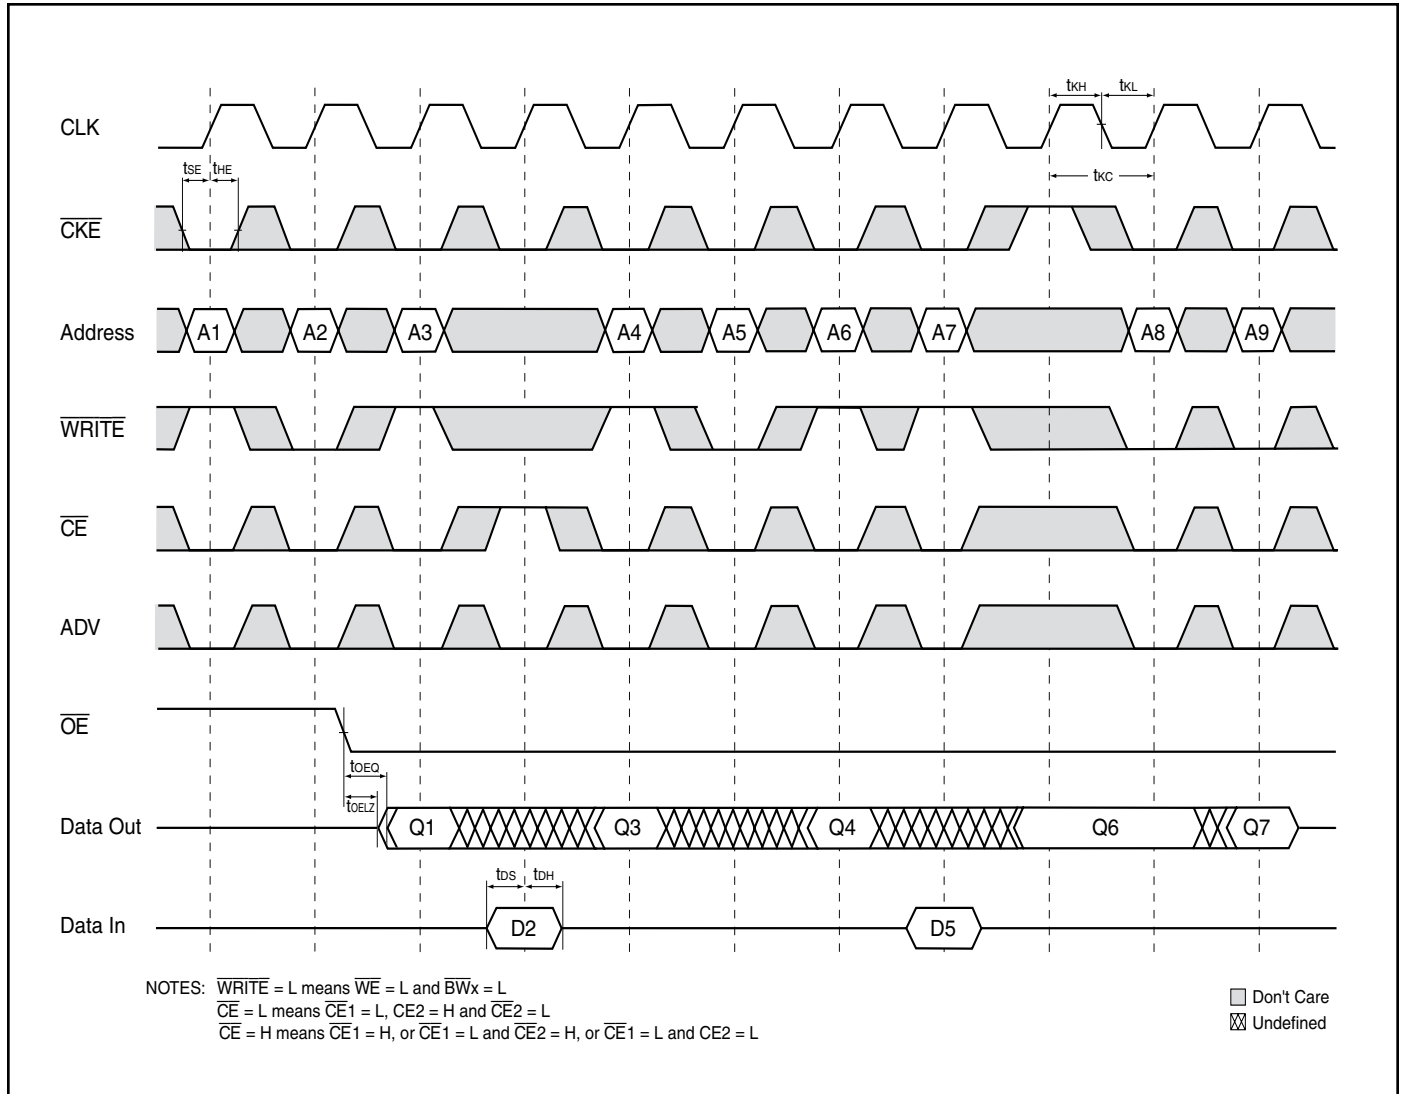 CLK
tKH tKL
tSE tHE
tKC
CKE
Address A1 A2 A3 A4 A5 A6 A7 A8 A9
WRITE
CE
ADV
OE
tOEQ
tOELZ
Data Out Q1 Q3 Q4 Q6 Q7
tDS tDH
Data In D2 D5
NOTES: WRITE = L means WE = L and BWx = L
CE = L means CE1 = L, CE2 = H and CE2 = L
CE = H means CE1 = H, or CE1 = L and CE2 = H, or CE1 = L and CE2 = L
Don't Care
Undefined